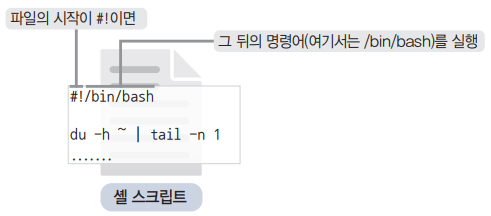 파일의 시작이 #!이면
그 뒤의 명령어(여기서는 /bin/bash)를 실행
#!/bin/bash
du -h ~ | tail -n 1
.......
셸 스크립트